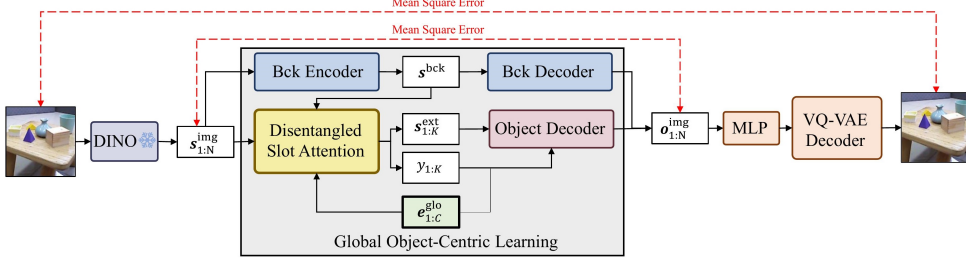 Mean Square Error
Mean Square Error
Bck Encoder
s^bck
Bck Decoder
DINO
s^img_1:N
Disentangled
Slot Attention
s^ext_1:K
Object Decoder
y_1:K
e^glo_1:C
Global Object-Centric Learning
o^img_1:N
MLP
VQ-VAE
Decoder